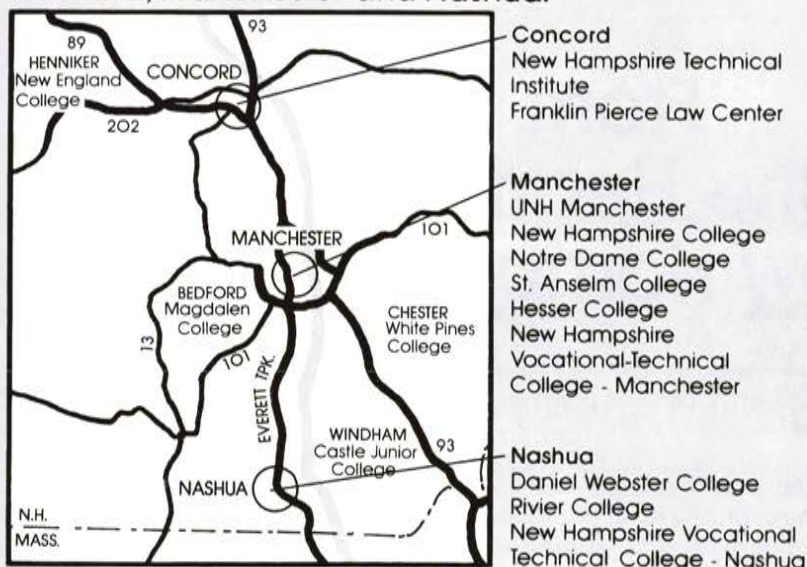 93
89
HENNIKER
New England
College
CONCORD
202
MANCHESTER
101
BEDFORD
Magdalen
College
CHESTER
White Pines
College
13
101
EVERETT TPK.
WINDHAM
Castle Junior
College
93
NASHUA
N.H.
MASS.
Concord
New Hampshire Technical
Institute
Franklin Pierce Law Center
Manchester
UNH Manchester
New Hampshire College
Notre Dame College
St. Anselm College
Hesser College
New Hampshire
Vocational-Technical
College - Manchester
Nashua
Daniel Webster College
Rivier College
New Hampshire Vocational
Technical College - Nashua